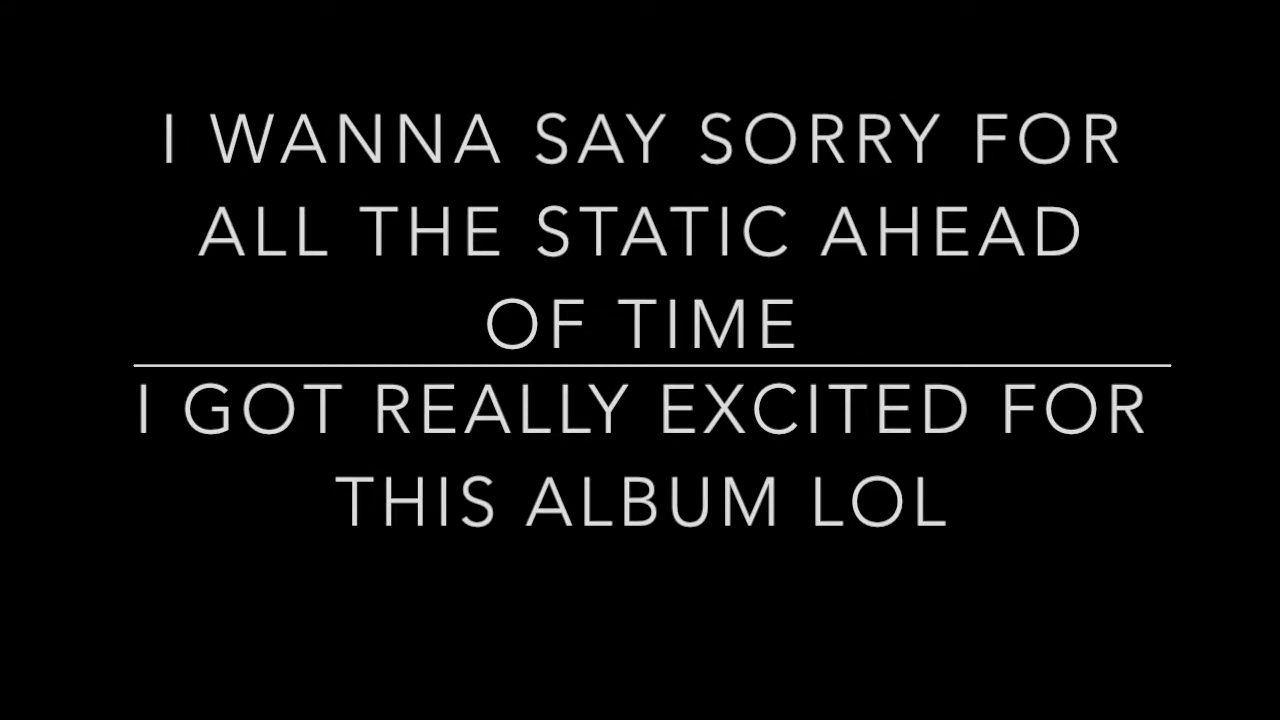 I WANNA SAY SORRY FOR
ALL THE STATIC AHEAD
OF TIME
I GOT REALLY EXCITED FOR
THIS ALBUM LOL